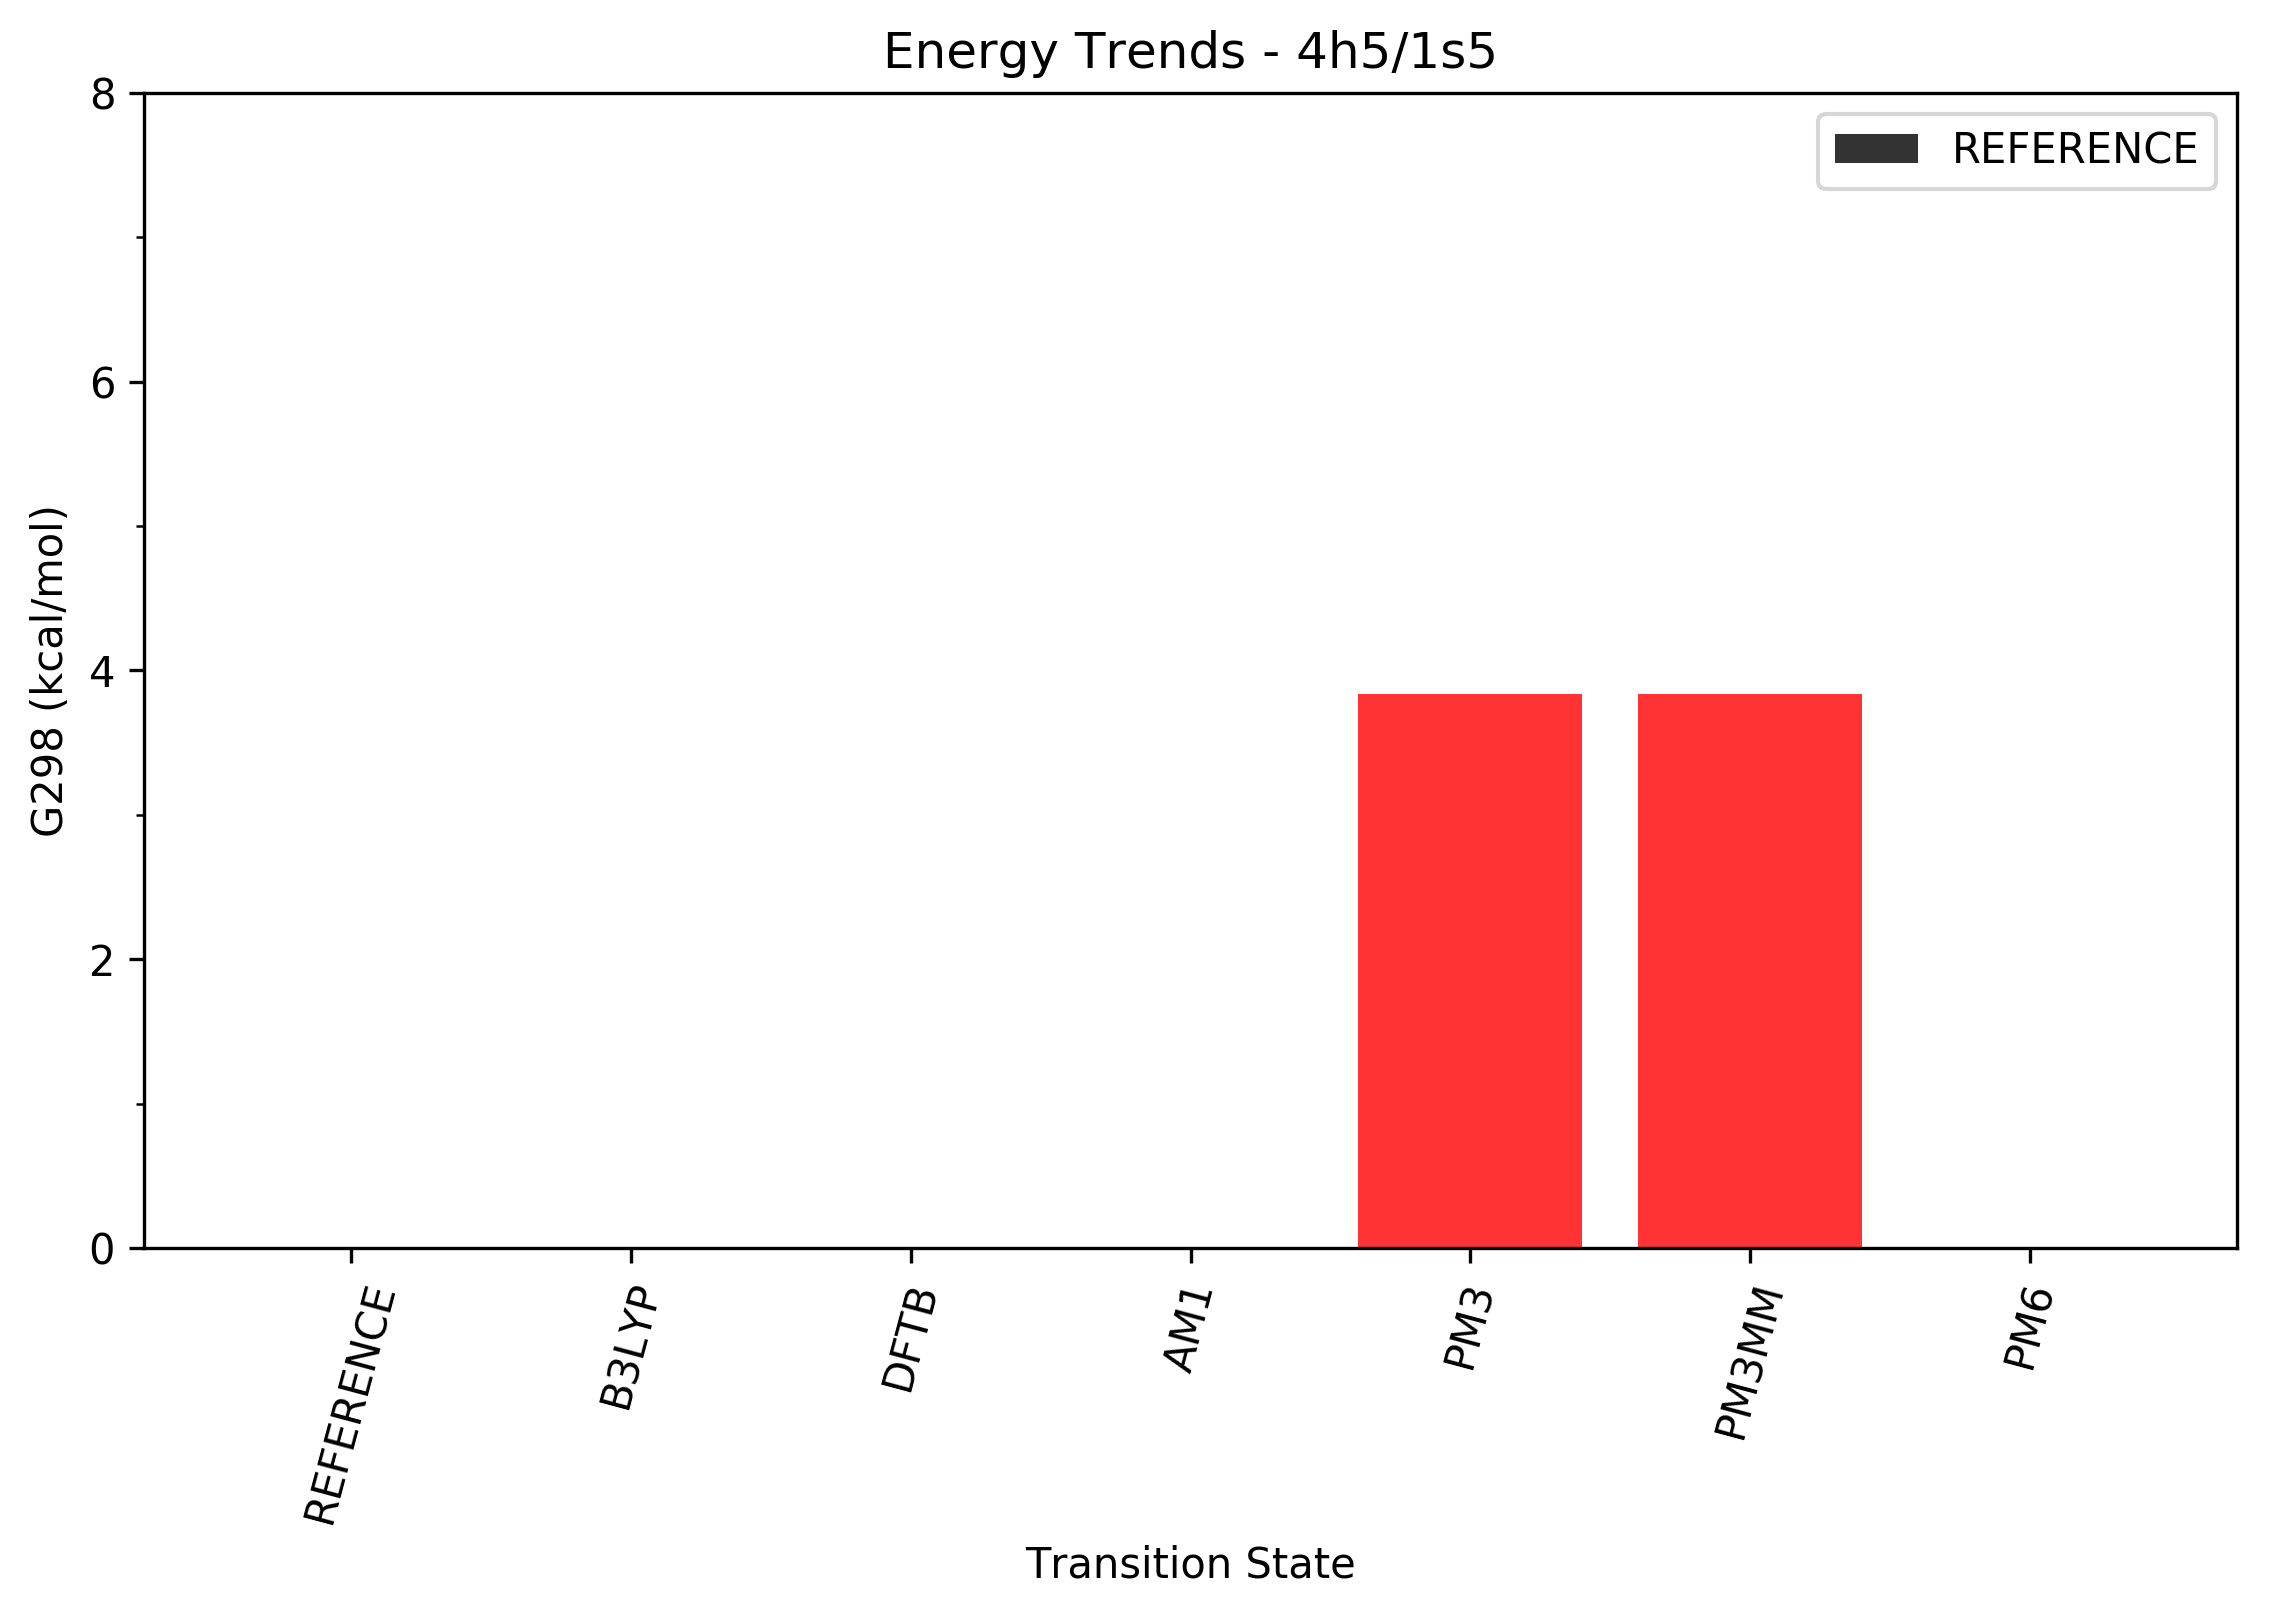 Energy Trends - 4h5/1s5
REFERENCE
G298 (kcal/mol)
8
6
4
2
0
REFERENCE
B3LYP
DFTB
AM1
PM3
PM3MM
PM6
Transition State